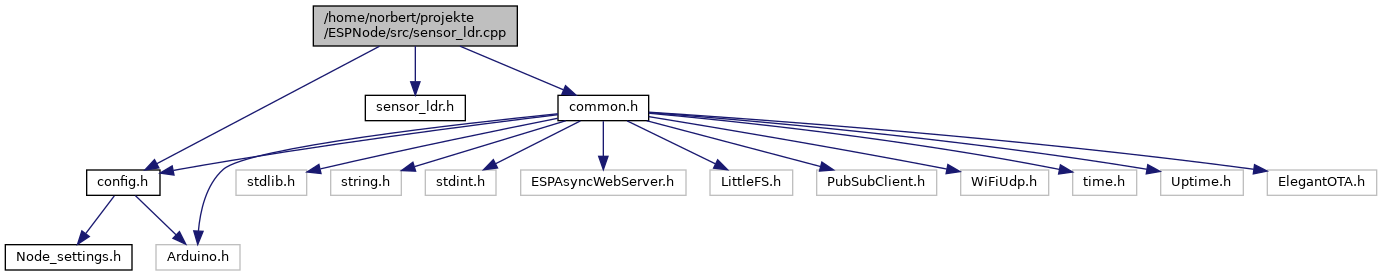 /home/norbert/projekte
/ESPNode/src/sensor_ldr.cpp
sensor_ldr.h
common.h
config.h
stdlib.h
string.h
stdint.h
ESPAsyncWebServer.h
LittleFS.h
PubSubClient.h
WiFiUdp.h
time.h
Uptime.h
ElegantOTA.h
Node_settings.h
Arduino.h